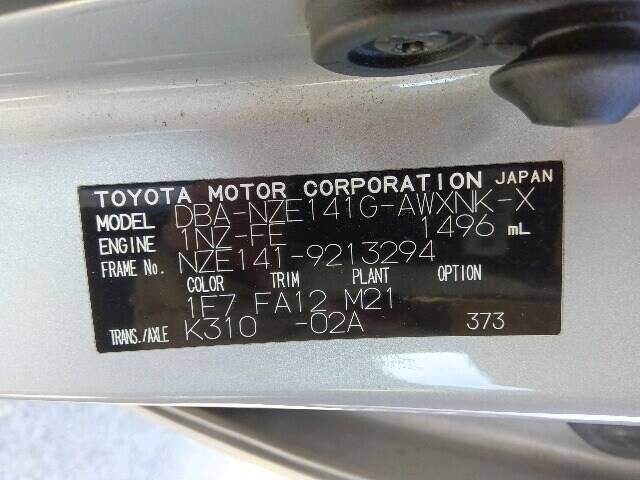 TOYOTA MOTOR CORPORATION JAPAN
MODEL DBA-NZE141G-AWXNK-X
ENGINE 1NZ-FE 1496 mL
FRAME No. NZE141-9213294
COLOR TRIM PLANT OPTION
1E7 FA12 M21
TRANS./AXLE K310 -02A 373